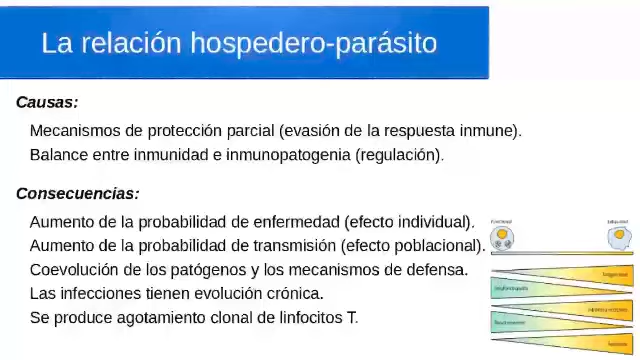 La relación hospedero-parásito
Causas:
Mecanismos de protección parcial (evasión de la respuesta inmune).
Balance entre inmunidad e inmunopatogenia (regulación).
Consecuencias:
Aumento de la probabilidad de enfermedad (efecto individual).
Aumento de la probabilidad de transmisión (efecto poblacional).
Coevolución de los patógenos y los mecanismos de defensa.
Las infecciones tienen evolución crónica.
Se produce agotamiento clonal de linfocitos T.
Functional
Exhausted